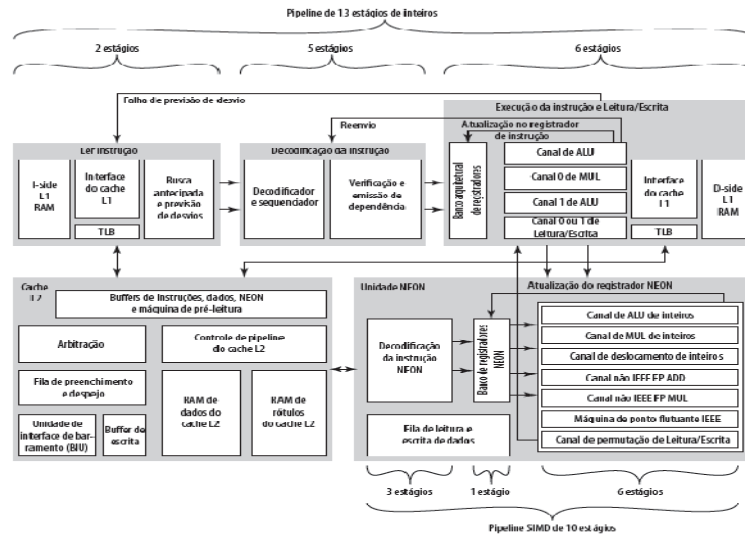 Pipeline de 13 estágios de inteiros
2 estágios
5 estágios
6 estágios
Falha de previsão de desvio
Execução da instrução e Leitura/Escrita
Reenvio
Atualização no registrador
de instrução
Ler instrução
Decodificação da instrução
I-side
L1
RAM
Interface
do cache
L1
TLB
Busca
antecipada
e previsão
de desvios
Decodificador
e sequenciador
Verificação e
emissão de
dependência
Banco arquitetural
de registradores
Canal de ALU
Canal 0 de MUL
Canal 1 de ALU
Canal 0 ou 1 de
Leitura/Escrita
Interface
do cache
L1
TLB
D-side
L1
RAM
Cache
L2
Buffers de instruções, dados, NEON
e máquina de pré-leitura
Arbitração
Controle de pipeline
do cache L2
Fila de preenchimento
e despejo
RAM de
dados do
cache L2
RAM de
rótulos
do cache L2
Unidade de
interface de bar-
ramento (BIU)
Buffer de
escrita
Unidade NEON
Atualização do registrador NEON
Decodificação
da instrução
NEON
Banco de registradores
NEON
Canal de ALU de inteiros
Canal de MUL de inteiros
Canal de deslocamento de inteiros
Canal não IEEE FP ADD
Canal não IEEE FP MUL
Máquina de ponto flutuante IEEE
Canal de permutação de Leitura/Escrita
Fila de leitura e
escrita de dados
3 estágios
1 estágio
6 estágios
Pipeline SIMD de 10 estágios